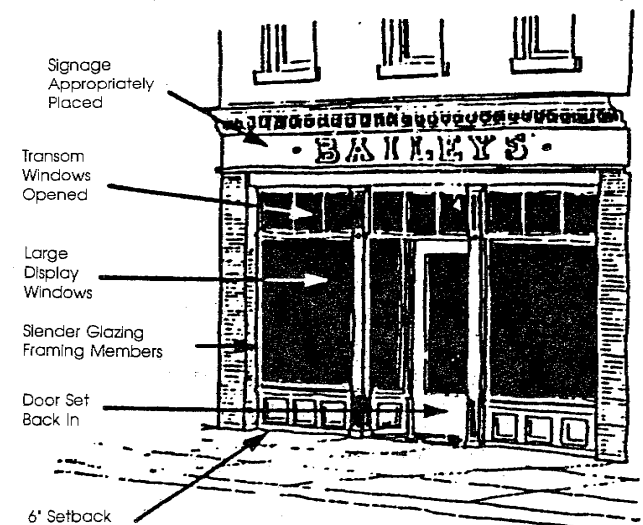 Signage
Appropriately
Placed
• BAILEYS •
Transom
Windows
Opened
Large
Display
Windows
Slender Glazing
Framing Members
Door Set
Back In
6" Setback